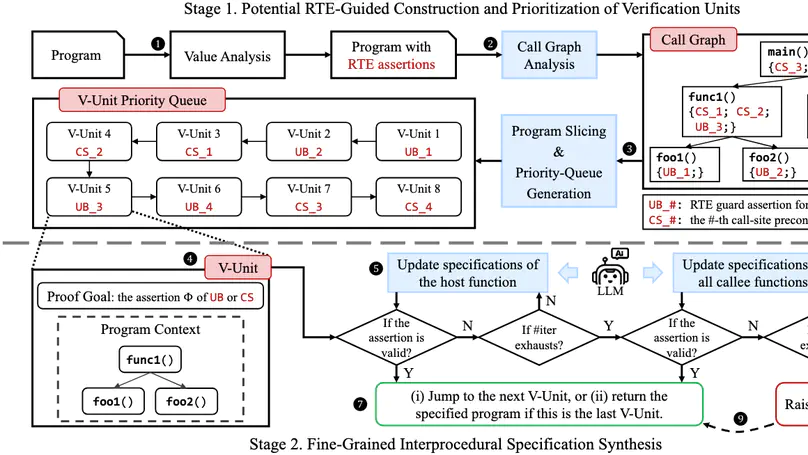 Stage 1. Potential RTE-Guided Construction and Prioritization of Verification Units
Program
❶
Value Analysis
Program with
RTE assertions
❷
Call Graph
Analysis
Call Graph
main()
{CS_3;
func1()
{CS_1; CS_2;
UB_3;}
foo1()
{UB_1;}
foo2()
{UB_2;}
UB_#: RTE guard assertion for
CS_#: the #-th call-site precon
❸
Program Slicing
&
Priority-Queue
Generation
V-Unit Priority Queue
V-Unit 4
CS_2
V-Unit 3
CS_1
V-Unit 2
UB_2
V-Unit 1
UB_1
V-Unit 5
UB_3
V-Unit 6
UB_4
V-Unit 7
CS_3
V-Unit 8
CS_4
❹
V-Unit
Proof Goal: the assertion Φ of UB or CS
Program Context
func1()
foo1()
foo2()
❺
Update specifications of
the host function
Ai
LLM
Update specifications
all callee functions
If the
assertion is
valid?
N
If #iter
exhausts?
N
Y
If the
assertion is
valid?
N
ex
Y
Y
❼
(i) Jump to the next V-Unit, or (ii) return the
specified program if this is the last V-Unit.
❾
Rais
Stage 2. Fine-Grained Interprocedural Specification Synthesis